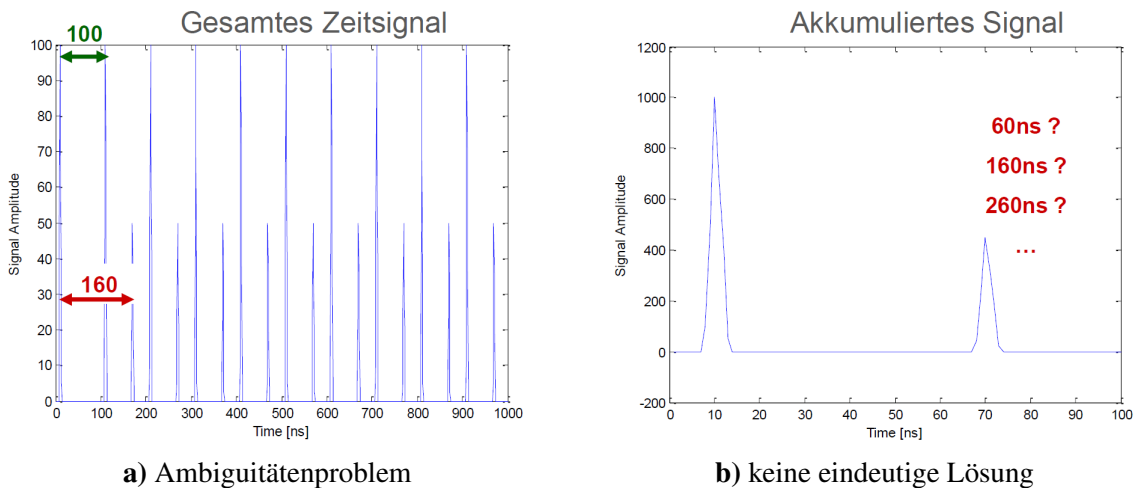 Gesamtes Zeitsignal
100
Signal Amplitude
100
90
80
70
60
50
40
30
20
10
0
160
0 100 200 300 400 500 600 700 800 900 1000
Time [ns]
a) Ambiguitätenproblem
Akkumuliertes Signal
Signal Amplitude
1200
1000
800
600
400
200
0
-200
60ns ?
160ns ?
260ns ?
...
0 10 20 30 40 50 60 70 80 90 100
Time [ns]
b) keine eindeutige Lösung